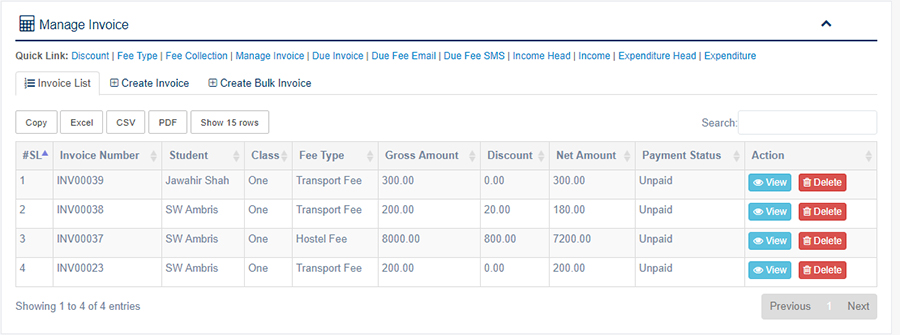 Manage Invoice
Quick Link: Discount | Fee Type | Fee Collection | Manage Invoice | Due Invoice | Due Fee Email | Due Fee SMS | Income Head | Income | Expenditure Head | Expenditure
Invoice List Create Invoice Create Bulk Invoice
Copy Excel CSV PDF Show 15 rows Search:
#SL Invoice Number Student Class Fee Type Gross Amount Discount Net Amount Payment Status Action
1 INV00039 Jawahir Shah One Transport Fee 300.00 0.00 300.00 Unpaid View Delete
2 INV00038 SW Ambris One Transport Fee 200.00 20.00 180.00 Unpaid View Delete
3 INV00037 SW Ambris One Hostel Fee 8000.00 800.00 7200.00 Unpaid View Delete
4 INV00023 SW Ambris One Transport Fee 200.00 0.00 200.00 Unpaid View Delete
Showing 1 to 4 of 4 entries Previous 1 Next